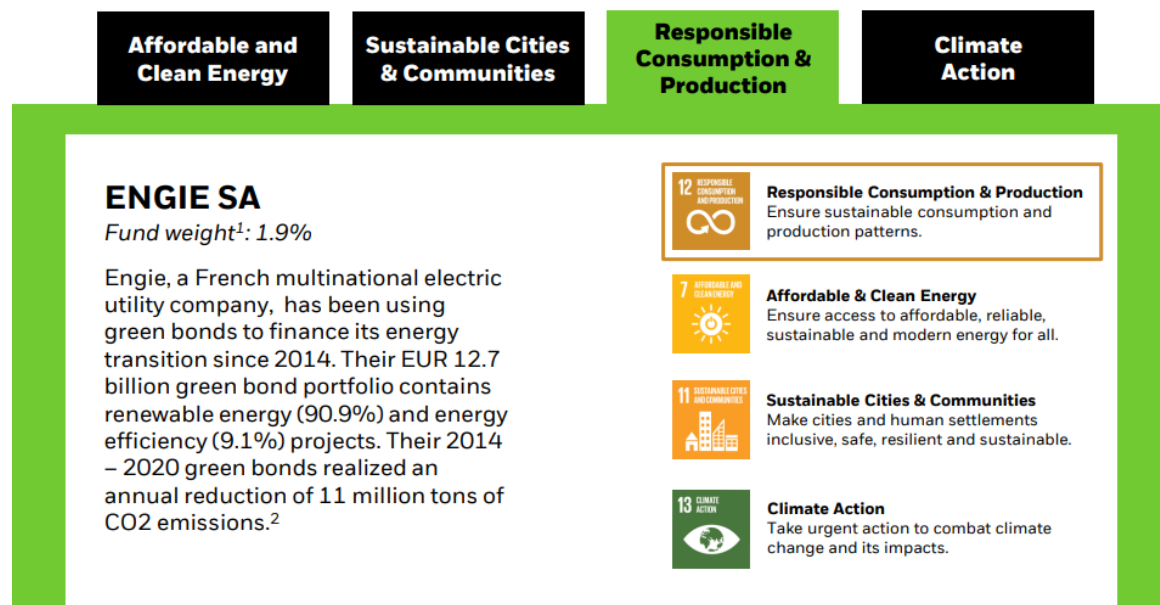 Affordable and
Clean Energy
Sustainable Cities
& Communities
Responsible
Consumption &
Production
Climate
Action
ENGIE SA
Fund weight¹: 1.9%
Engie, a French multinational electric
utility company,  has been using
green bonds to finance its energy
transition since 2014. Their EUR 12.7
billion green bond portfolio contains
renewable energy (90.9%) and energy
efficiency (9.1%) projects. Their 2014
– 2020 green bonds realized an
annual reduction of 11 million tons of
CO2 emissions.²
12 RESPONSIBLE
CONSUMPTION
AND PRODUCTION
Responsible Consumption & Production
Ensure sustainable consumption and
production patterns.
7 AFFORDABLE AND
CLEAN ENERGY
Affordable & Clean Energy
Ensure access to affordable, reliable,
sustainable and modern energy for all.
11 SUSTAINABLE CITIES
AND COMMUNITIES
Sustainable Cities & Communities
Make cities and human settlements
inclusive, safe, resilient and sustainable.
13 CLIMATE
ACTION
Climate Action
Take urgent action to combat climate
change and its impacts.